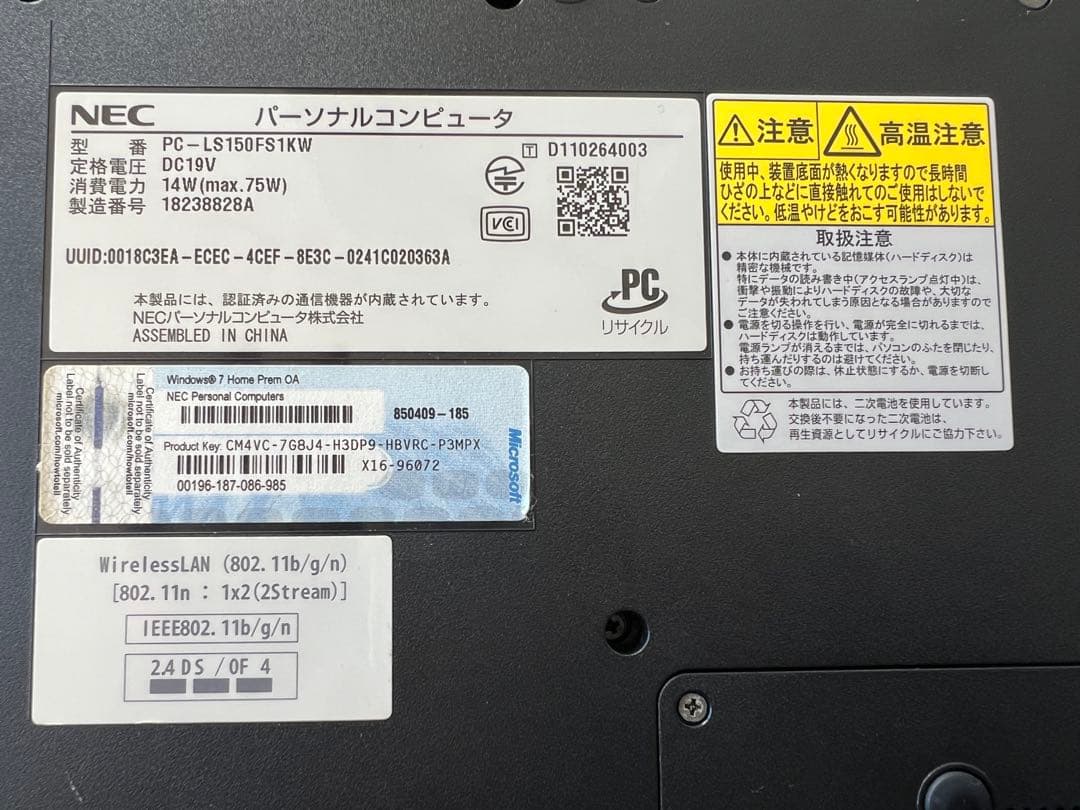 NEC パーソナルコンピュータ
型 番 PC-LS150FS1KW
定格電圧 DC19V
消費電力 14W(max.75W)
製造番号 18238828A
T D110264003
VCI
UUID:0018C3EA-ECEC-4CEF-8E3C-0241C020363A
本製品には、認証済みの通信機器が内蔵されています。
NECパーソナルコンピュータ株式会社
ASSEMBLED IN CHINA
PC
リサイクル
注意
高温注意
使用中、装置底面が熱くなりますので長時間
ひざの上などに直接触れてのご使用はしないで
ください。低温やけどをおこす可能性があります。
取扱注意
● 本体に内蔵されている記憶媒体(ハードディスク)は
精密な機械です。
特にデータの読み書き中(アクセスランプ点灯中)は、
衝撃や振動によりハードディスクの故障や、大切な
データが失われてしまう原因となる場合がありますので
ご注意ください。
● 電源を切る操作を行い、電源が完全に切れるまでは、
ハードディスクは動作しています。
電源ランプが消えるまでは、パソコンのふたを閉じたり、
持ち運んだりするのは避けてください。
● お持ち運びの際は、休止状態にするか、電源を切断し
てください。
本製品には、二次電池を使用しています。
交換後不要になった二次電池は、
再生資源としてリサイクルにご協力下さい。
Certificate of Authenticity
Label not to be sold separately
microsoft.com/howtotell
Certificate of Authenticity
Label not to be sold separately
microsoft.com/howtotell
Windows® 7 Home Prem OA
NEC Personal Computers
850409-185
Product Key: CM4VC-7G8J4-H3DP9-HBVRC-P3MPX
X16-96072
00196-187-086-985
Microsoft
WirelessLAN (802.11b/g/n)
[802.11n : 1x2(2Stream)]
IEEE802.11b/g/n
2.4 DS / OF 4